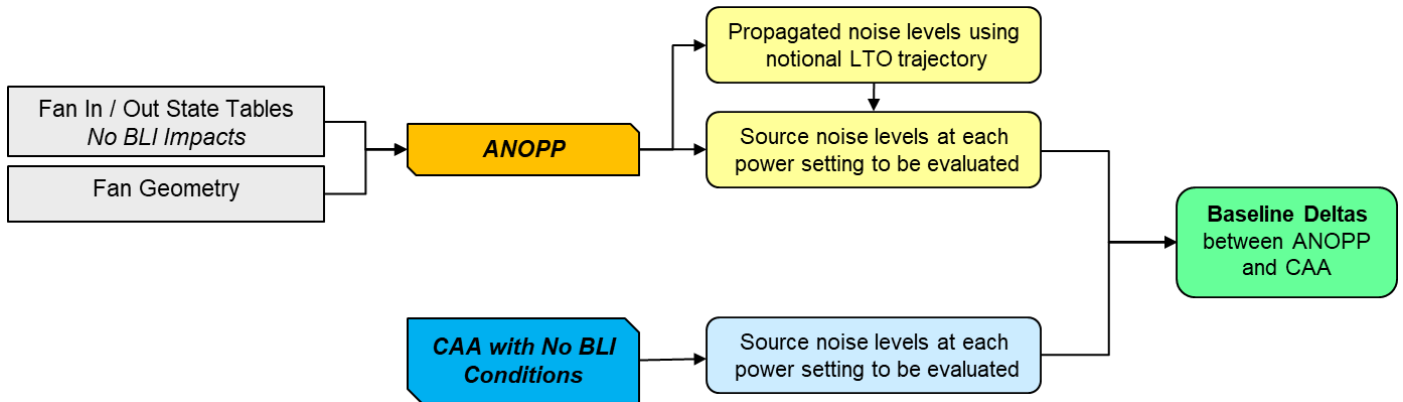 Propagated noise levels using
notional LTO trajectory
Fan In / Out State Tables
No BLI Impacts
Fan Geometry
ANOPP
Source noise levels at each
power setting to be evaluated
Baseline Deltas
between ANOPP
and CAA
CAA with No BLI
Conditions
Source noise levels at each
power setting to be evaluated